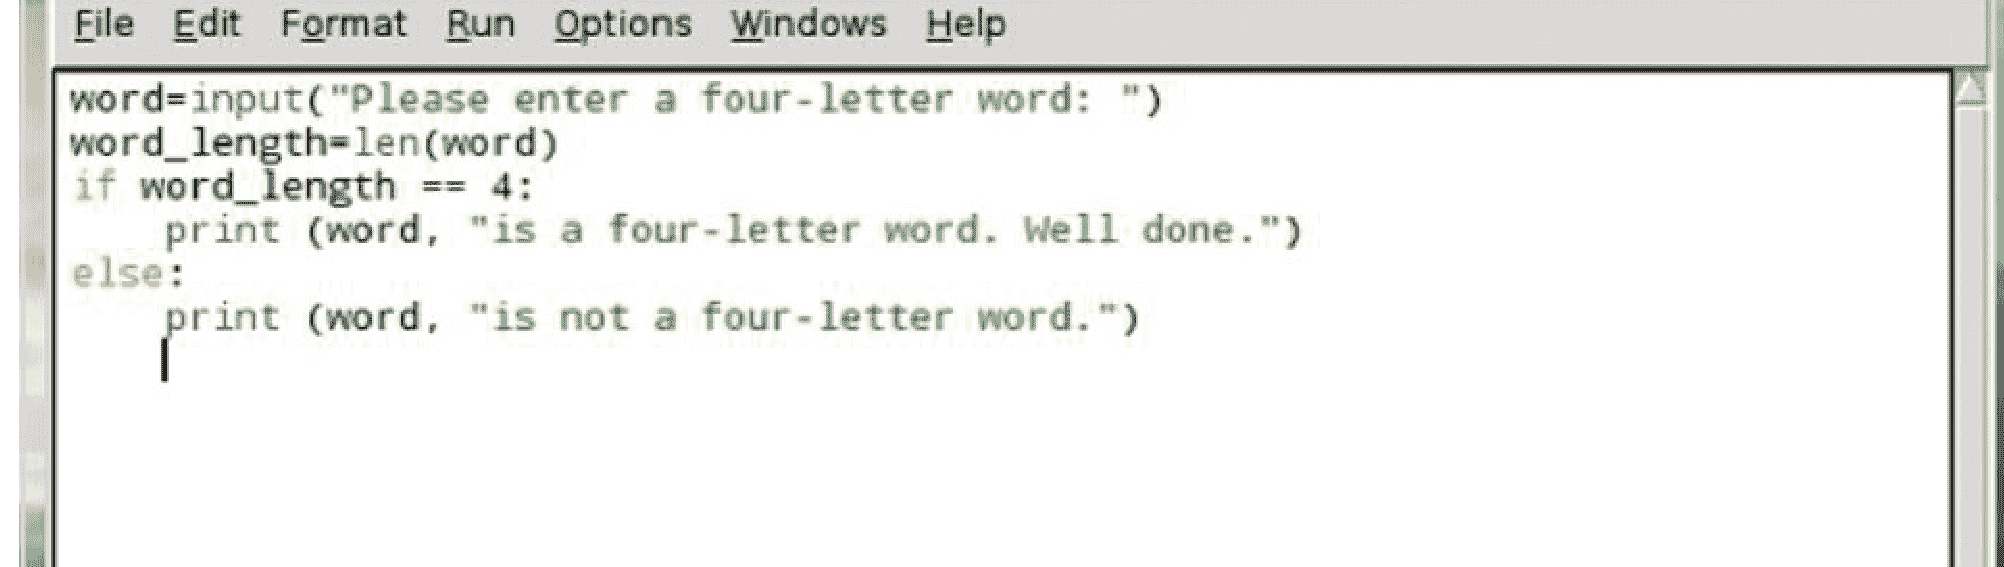 File Edit Format Run Options Windows Help
word=input("Please enter a four-letter word: ")
word_length=len(word)
if word_length == 4:
    print (word, "is a four-letter word. Well done.")
else:
    print (word, "is not a four-letter word.")